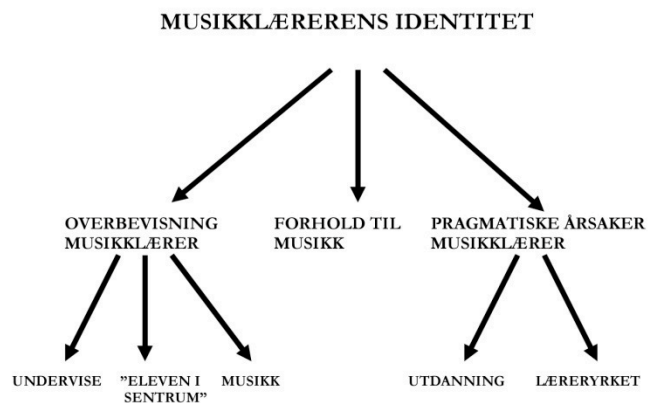 MUSIKKLÆRERENS IDENTITET
OVERBEVISNING
MUSIKKLÆRER
FORHOLD TIL
MUSIKK
PRAGMATISKE ÅRSAKER
MUSIKKLÆRER
UNDERVISE
”ELEVEN I
SENTRUM”
MUSIKK
UTDANNING
LÆRERYRKET